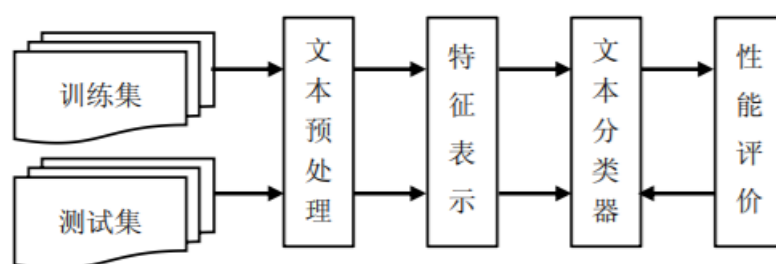 训练集
测试集
文本预处理
特征表示
文本分类器
性能评价